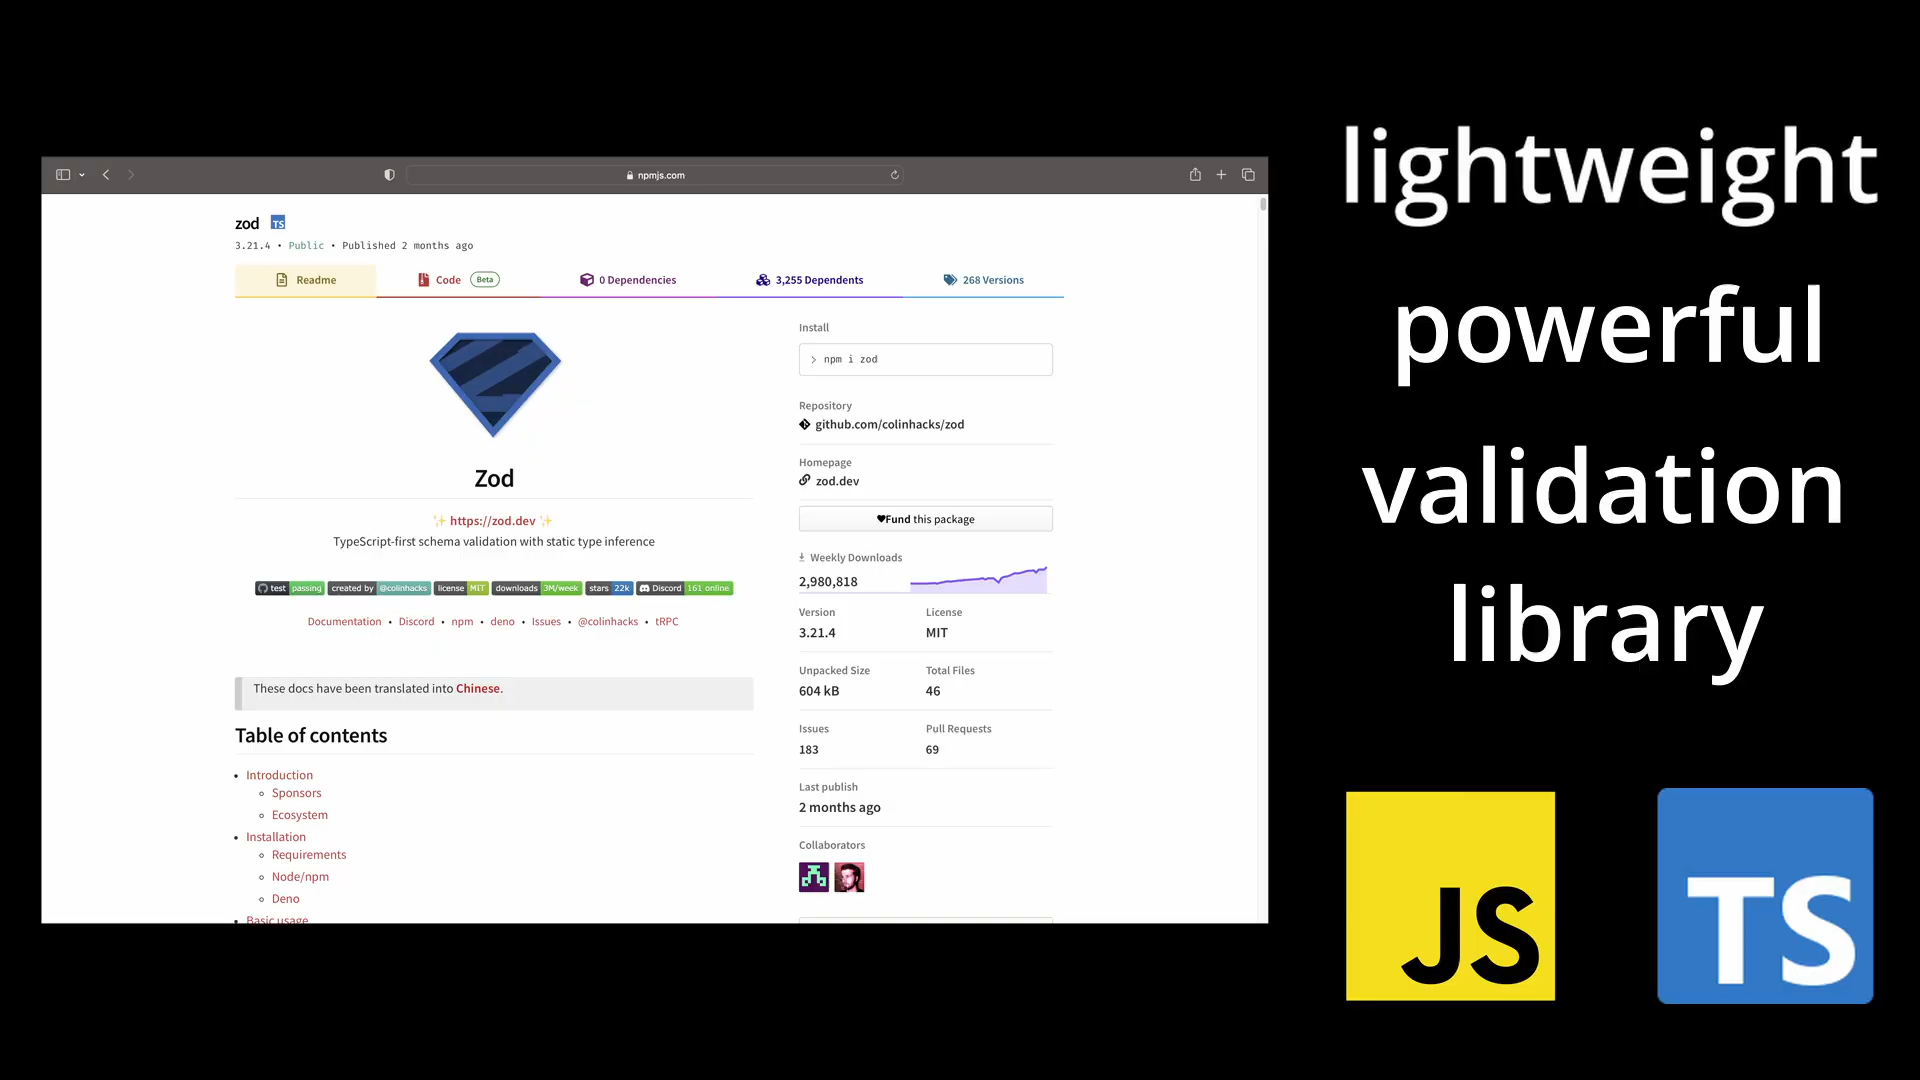 npmjs.com
zod TS
3.21.4 • Public • Published 2 months ago
Readme
Code Beta
0 Dependencies
3,255 Dependents
268 Versions
Zod
✨ https://zod.dev ✨
TypeScript-first schema validation with static type inference
test passing created by @colinhacks license MIT downloads 3M/week stars 22k Discord 161 online
Documentation • Discord • npm • deno • Issues • @colinhacks • tRPC
These docs have been translated into Chinese.
Table of contents
• Introduction
◦ Sponsors
◦ Ecosystem
• Installation
◦ Requirements
◦ Node/npm
◦ Deno
• Basic usage
Install
> npm i zod
Repository
github.com/colinhacks/zod
Homepage
zod.dev
♥Fund this package
Weekly Downloads
2,980,818
Version License
3.21.4 MIT
Unpacked Size Total Files
604 kB 46
Issues Pull Requests
183 69
Last publish
2 months ago
Collaborators
lightweight
powerful
validation
library
JS
TS